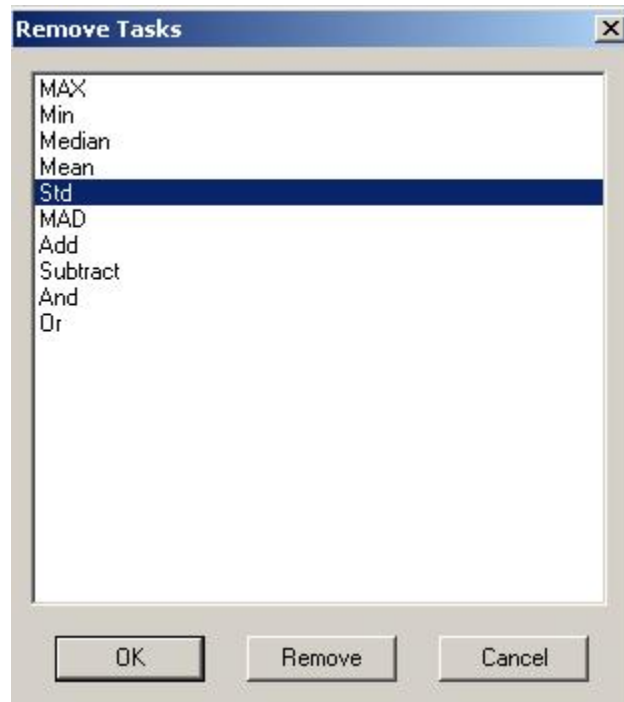 Remove Tasks
MAX
Min
Median
Mean
Std
MAD
Add
Subtract
And
Or
OK Remove Cancel